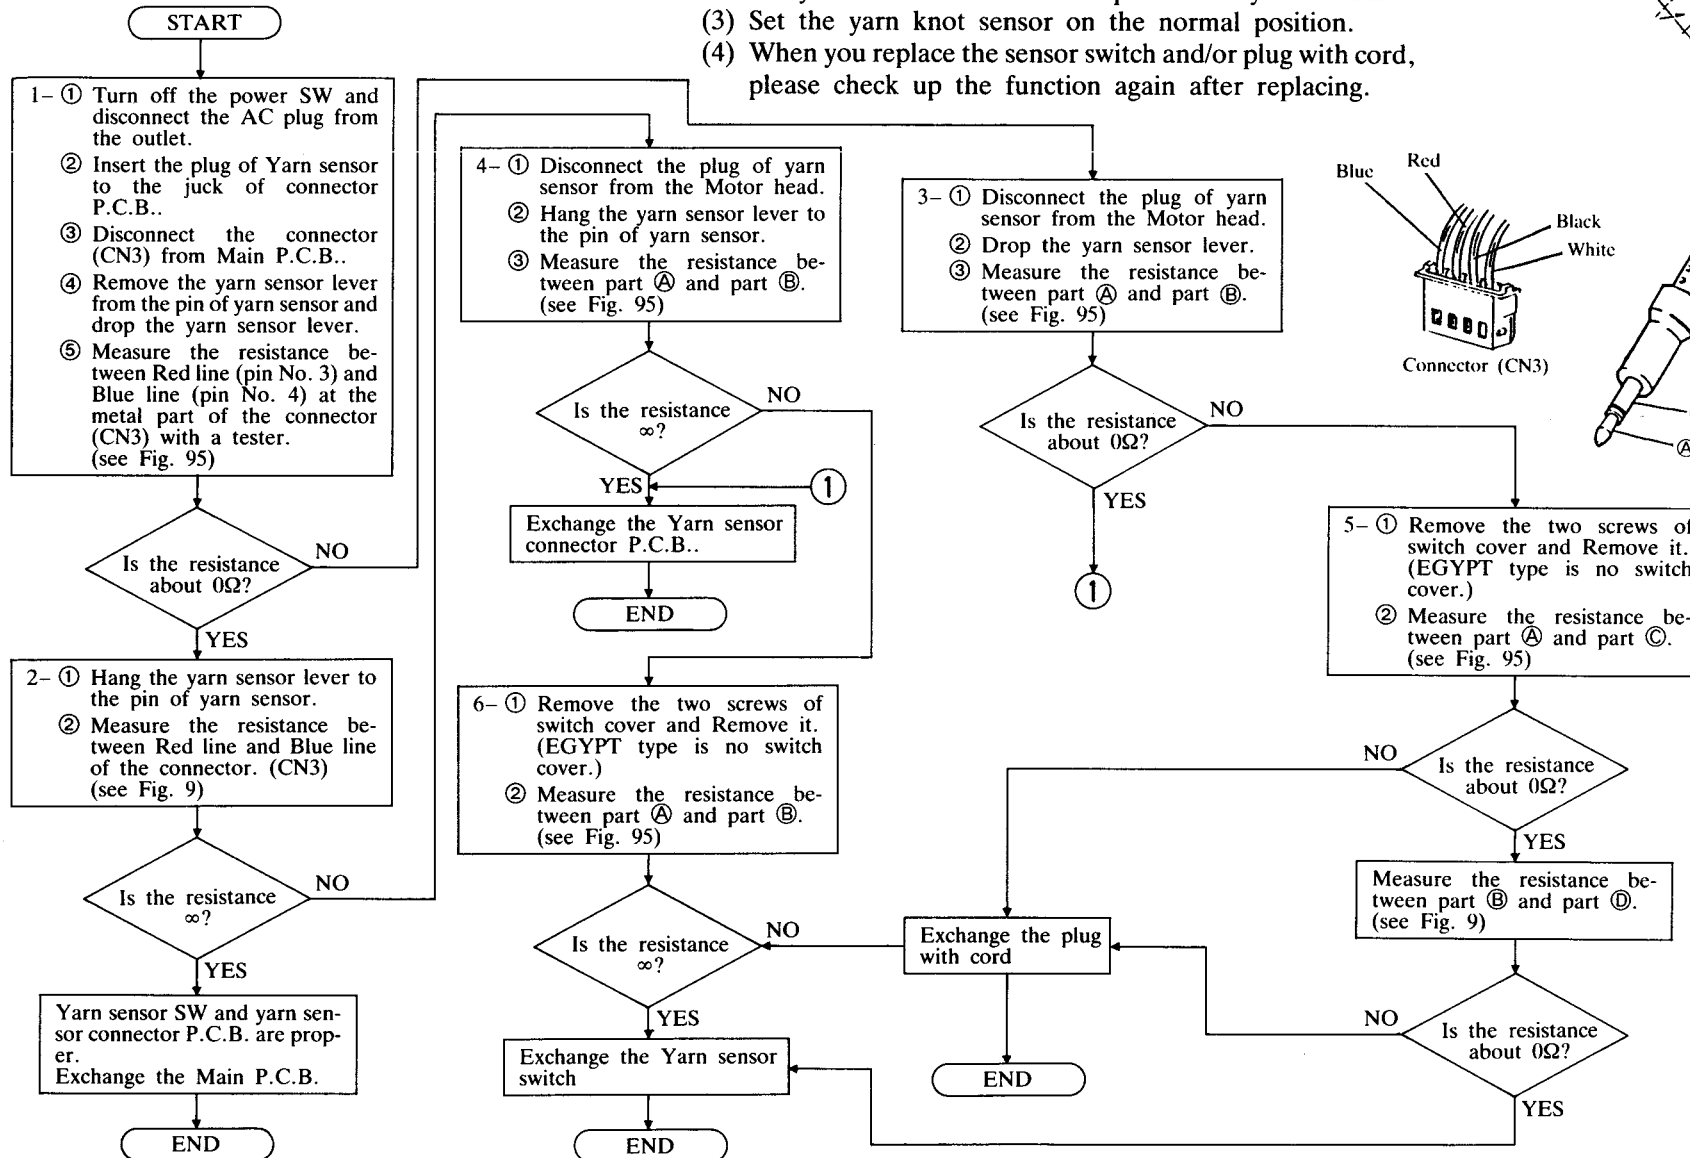 (3) Set the yarn knot sensor on the normal position.
(4) When you replace the sensor switch and/or plug with cord,
please check up the function again after replacing.
START
1– ① Turn off the power SW and
disconnect the AC plug from
the outlet.
② Insert the plug of Yarn sensor
to the juck of connector
P.C.B..
③ Disconnect the connector
(CN3) from Main P.C.B..
④ Remove the yarn sensor lever
from the pin of yarn sensor and
drop the yarn sensor lever.
⑤ Measure the resistance be-
tween Red line (pin No. 3) and
Blue line (pin No. 4) at the
metal part of the connector
(CN3) with a tester.
(see Fig. 95)
Is the resistance
about 0Ω?
NO
YES
2– ① Hang the yarn sensor lever to
the pin of yarn sensor.
② Measure the resistance be-
tween Red line and Blue line
of the connector. (CN3)
(see Fig. 9)
Is the resistance
∞?
NO
YES
Yarn sensor SW and yarn sen-
sor connector P.C.B. are prop-
er.
Exchange the Main P.C.B.
END
4– ① Disconnect the plug of yarn
sensor from the Motor head.
② Hang the yarn sensor lever to
the pin of yarn sensor.
③ Measure the resistance be-
tween part Ⓐ and part Ⓑ.
(see Fig. 95)
Is the resistance
∞?
NO
YES
①
Exchange the Yarn sensor
connector P.C.B..
END
6– ① Remove the two screws of
switch cover and Remove it.
(EGYPT type is no switch
cover.)
② Measure the resistance be-
tween part Ⓐ and part Ⓑ.
(see Fig. 95)
Is the resistance
∞?
NO
YES
Exchange the Yarn sensor
switch
END
3– ① Disconnect the plug of yarn
sensor from the Motor head.
② Drop the yarn sensor lever.
③ Measure the resistance be-
tween part Ⓐ and part Ⓑ.
(see Fig. 95)
Is the resistance
about 0Ω?
NO
YES
①
Exchange the plug
with cord
END
Blue
Red
Black
White
Connector (CN3)
Ⓐ
5– ① Remove the two screws of
switch cover and Remove it.
(EGYPT type is no switch
cover.)
② Measure the resistance be-
tween part Ⓐ and part Ⓒ.
(see Fig. 95)
NO
Is the resistance
about 0Ω?
YES
Measure the resistance be-
tween part Ⓑ and part Ⓓ.
(see Fig. 9)
NO
Is the resistance
about 0Ω?
YES